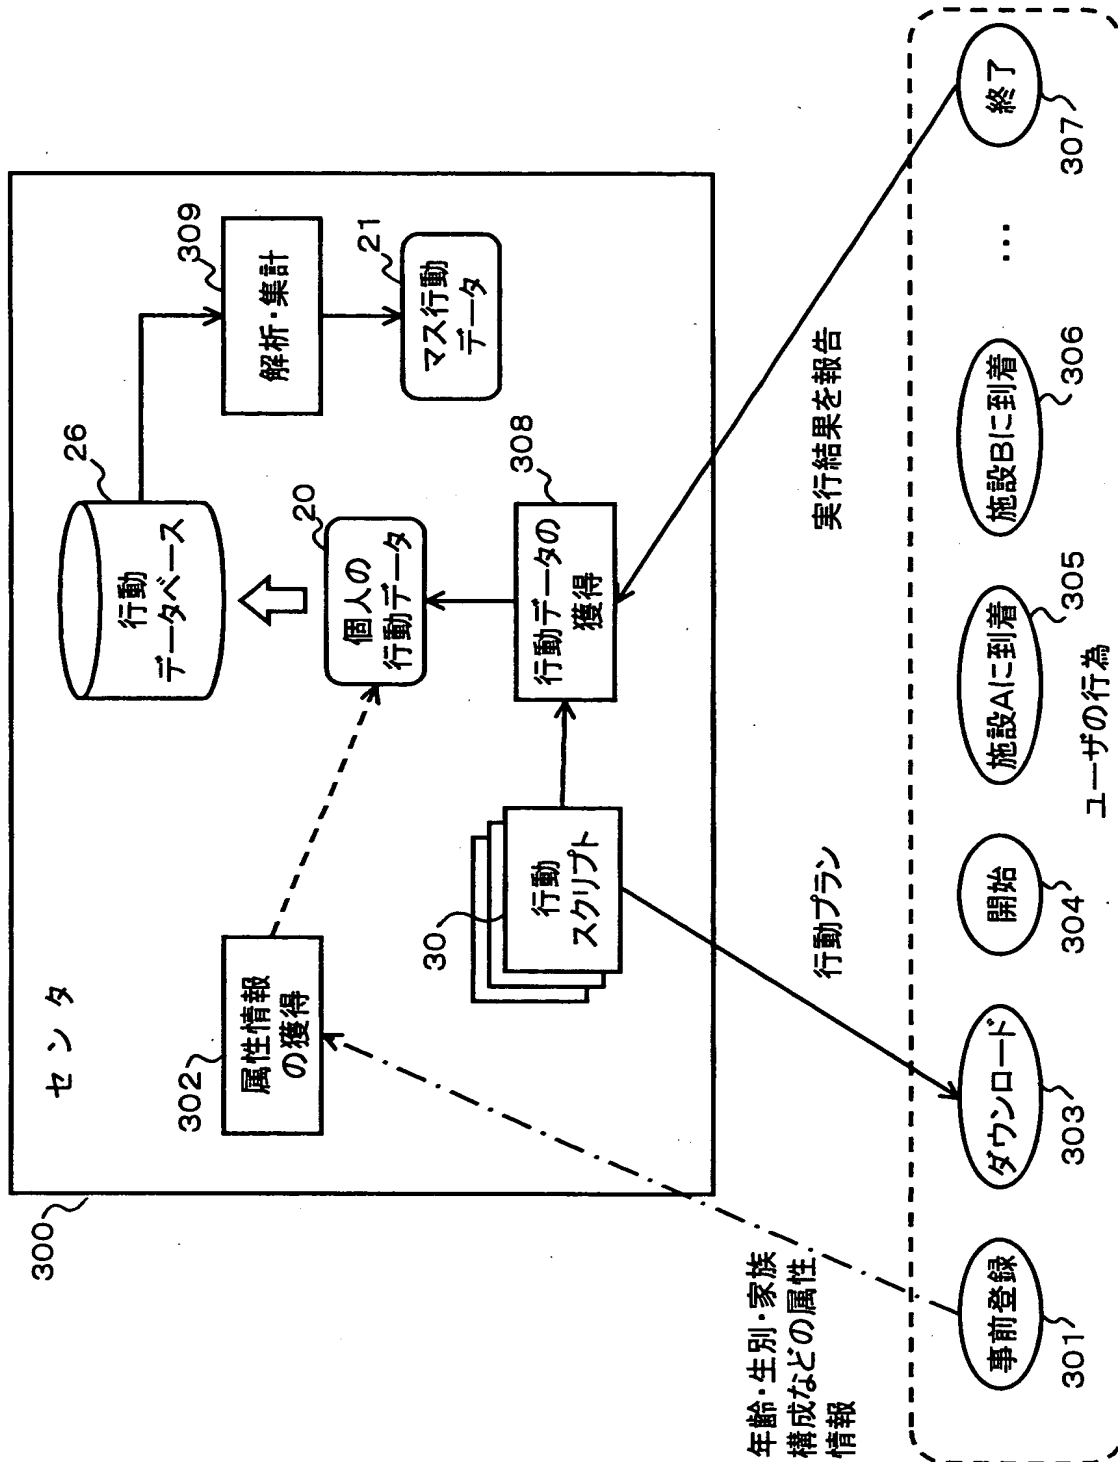 300
センタ
302
属性情報
の獲得
26
行動
データベース
309
解析・集計
20
個人の
行動データ
21
マス行動
データ
30
行動
スクリプト
308
行動データの
獲得
年齢・生別・家族
構成などの属性
情報
行動プラン
実行結果を報告
事前登録
301
ダウンロード
303
開始
304
施設Aに到着
305
施設Bに到着
306
…
終了
307
ユーザの行為